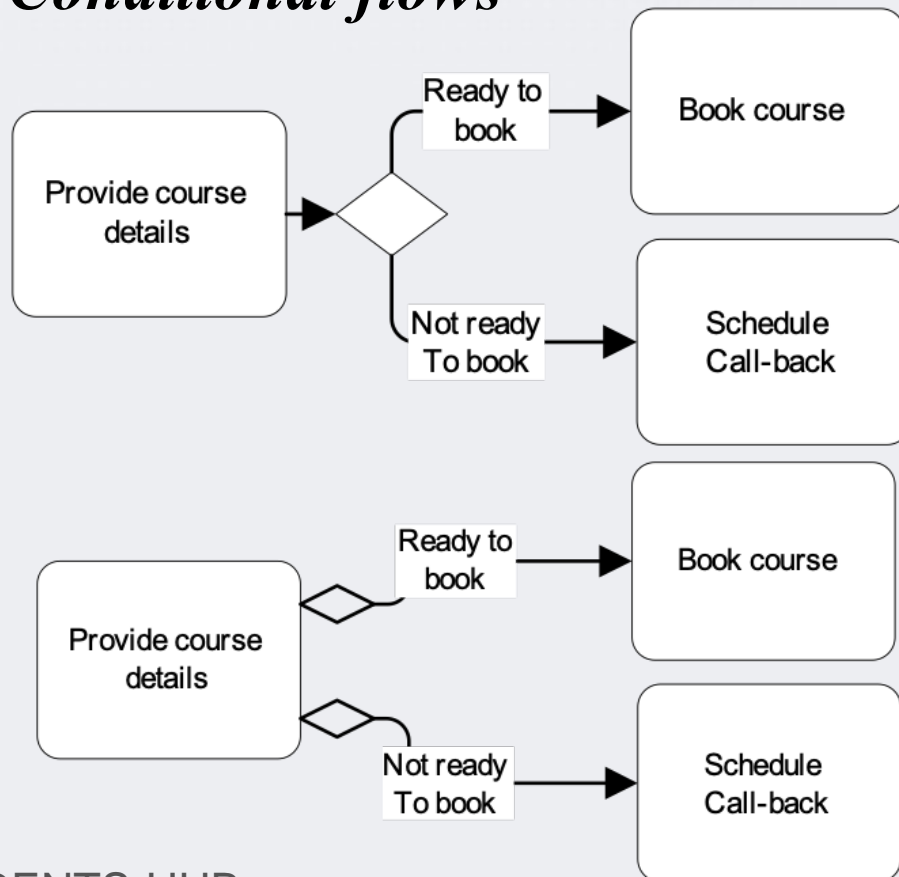 Conditional flows
Ready to
book
Book course
Provide course
details
Not ready
To book
Schedule
Call-back
Ready to
book
Book course
Provide course
details
Not ready
To book
Schedule
Call-back